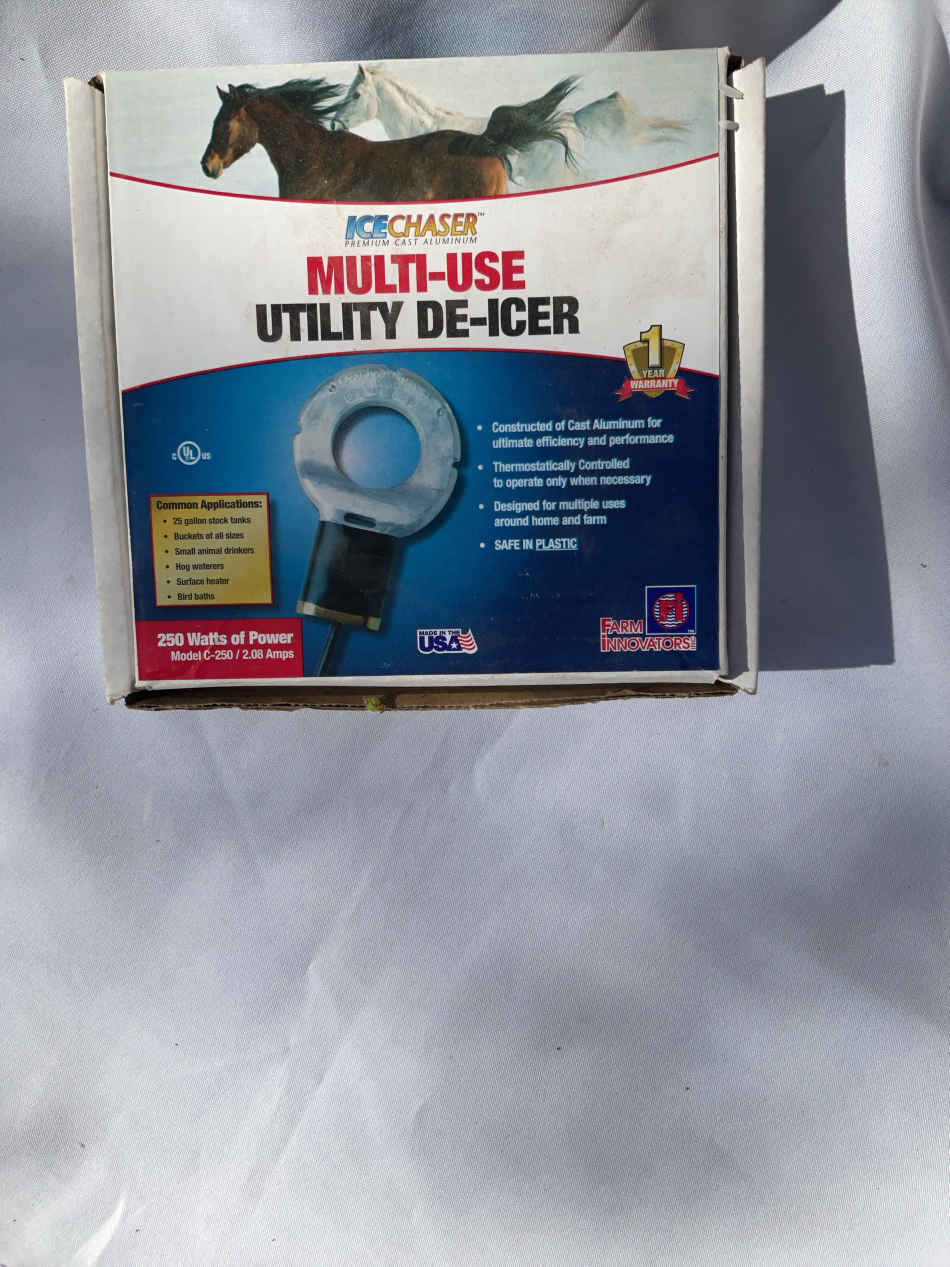 ICECHASER™
PREMIUM CAST ALUMINUM
MULTI-USE
UTILITY DE-ICER
1
YEAR
WARRANTY
• Constructed of Cast Aluminum for
ultimate efficiency and performance
• Thermostatically Controlled
to operate only when necessary
• Designed for multiple uses
around home and farm
• SAFE IN PLASTIC
C UL US
Common Applications:
• 25 gallon stock tanks
• Buckets of all sizes
• Small animal drinkers
• Hog waterers
• Surface heater
• Bird baths
250 Watts of Power
Model C-250 / 2.08 Amps
MADE IN THE
USA
FARM
INNOVATORS